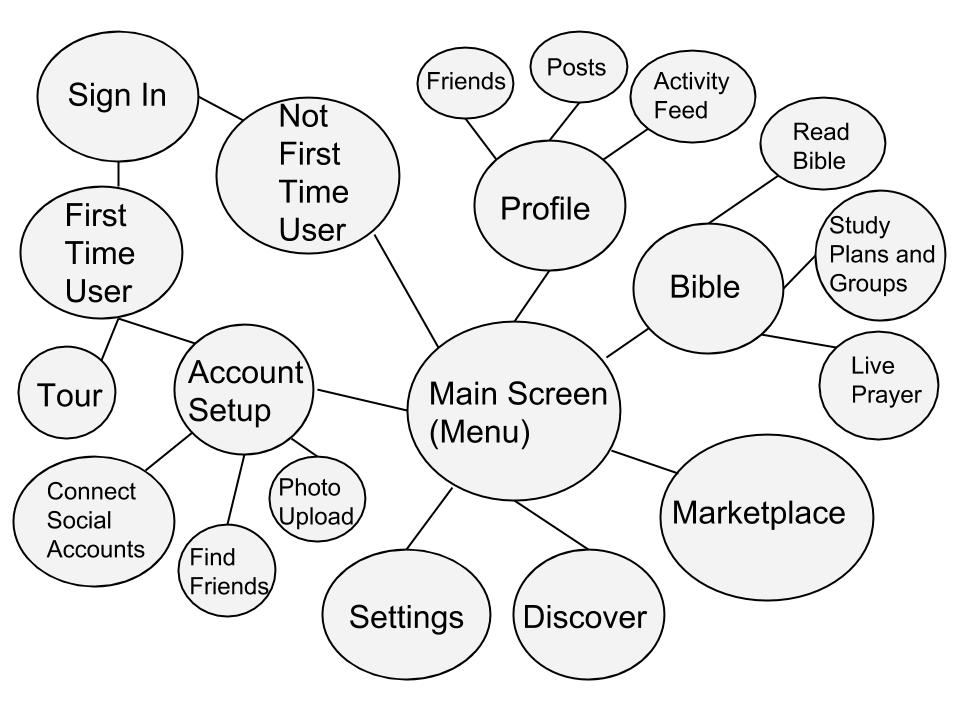 Sign In
Not
First
Time
User
Friends
Posts
Activity
Feed
Read
Bible
Profile
First
Time
User
Study
Plans and
Groups
Bible
Live
Prayer
Tour
Account
Setup
Main Screen
(Menu)
Connect
Social
Accounts
Find
Friends
Photo
Upload
Marketplace
Settings
Discover